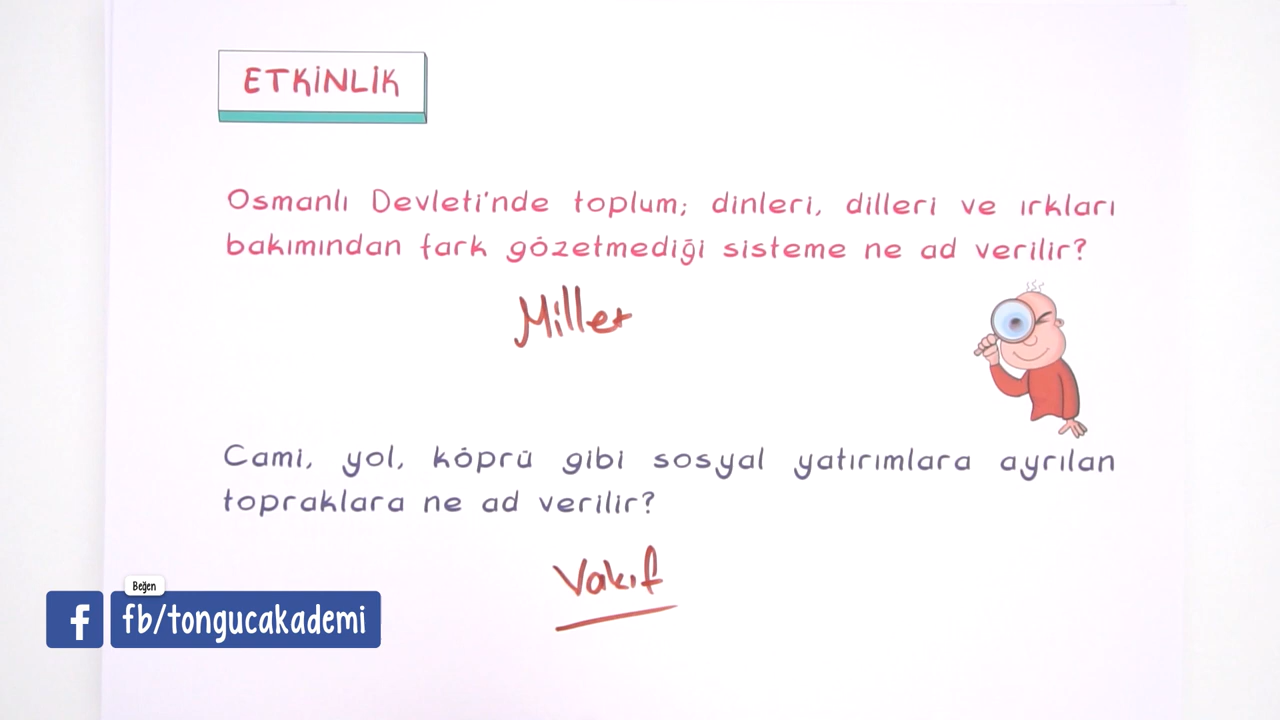 ETKİNLİK
Osmanlı Devleti'nde toplum; dinleri, dilleri ve ırkları
bakımından fark gözetmediği sisteme ne ad verilir?
Millet
Cami, yol, köprü gibi sosyal yatırımlara ayrılan
topraklara ne ad verilir?
Vakıf
Beğen
f fb/tongucakademi